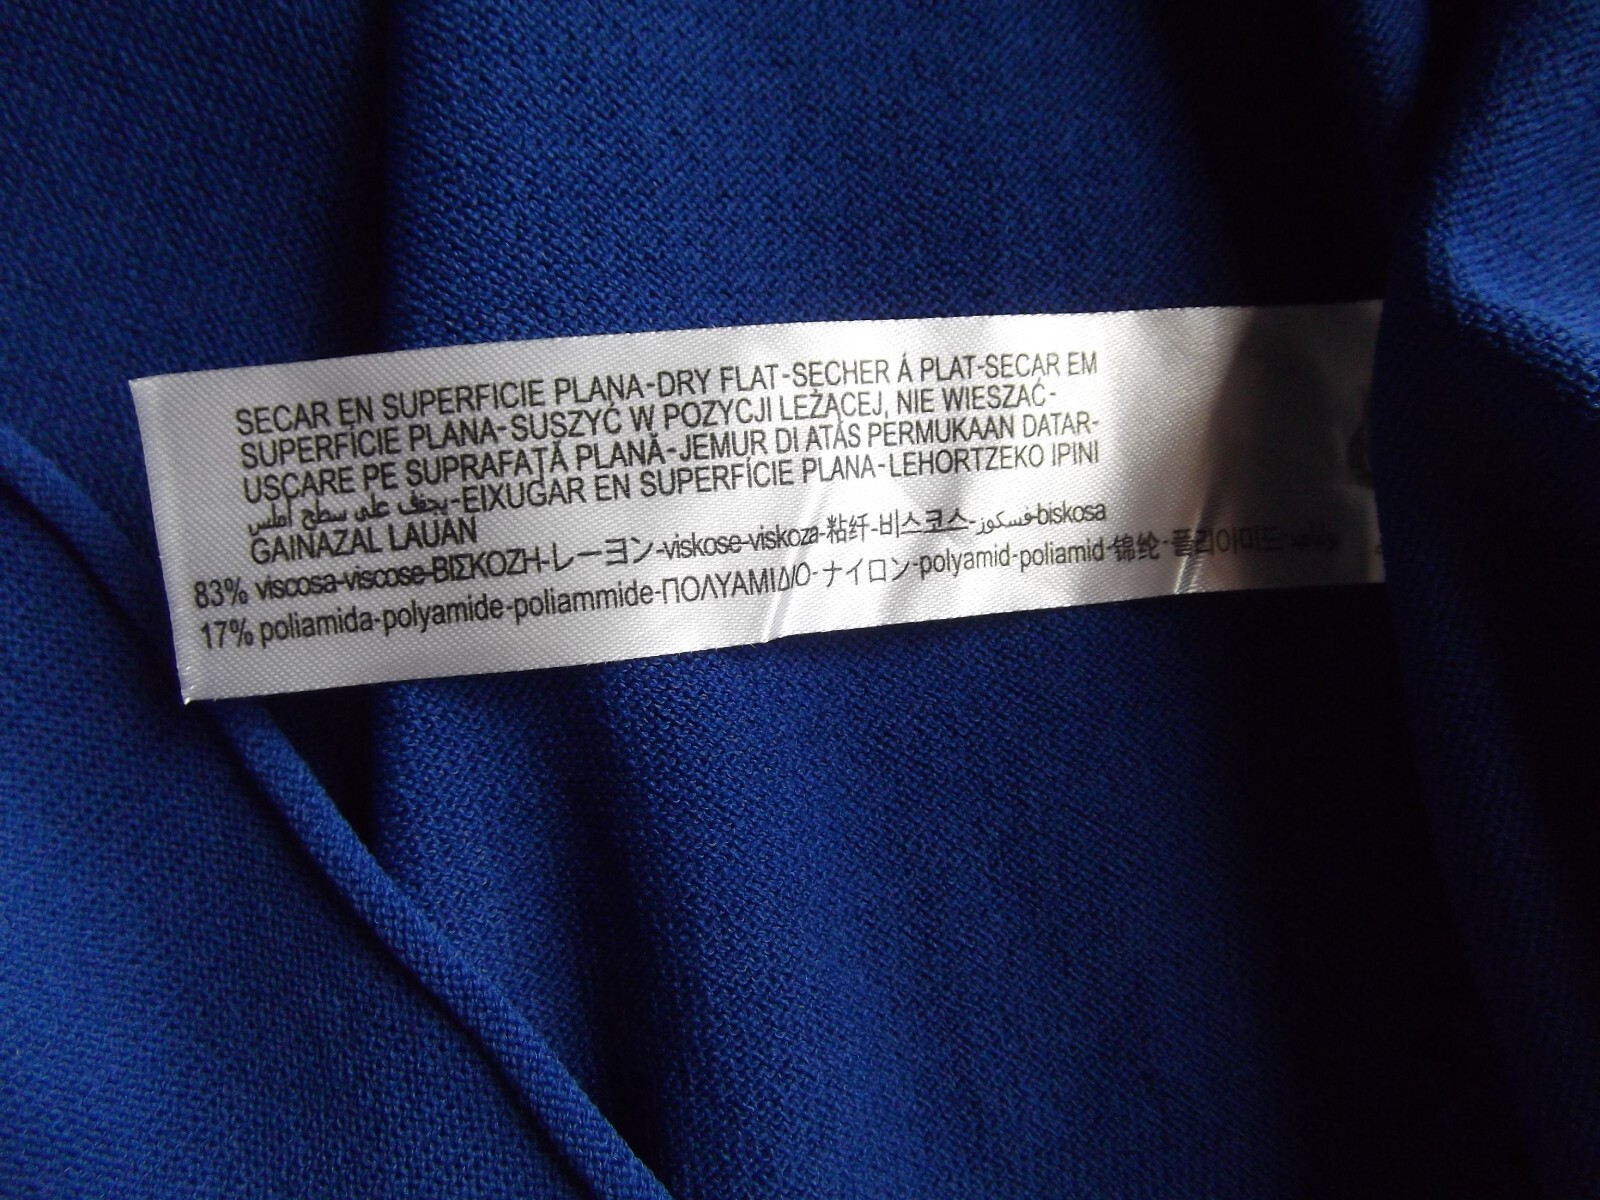 SECAR EN SUPERFICIE PLANA-DRY FLAT-SECHER Á PLAT-SECAR EM
SUPERFÍCIE PLANA-SUSZYĆ W POZYCJI LEŻĄCEJ, NIE WIESZAĆ-
USCARE PE SUPRAFAŢĂ PLANĂ-JEMUR DI ATAS PERMUKAAN DATAR-
يجفف على سطح املس-EIXUGAR EN SUPERFÍCIE PLANA-LEHORTZEKO IPINI
GAINAZAL LAUAN
83% viscosa-viscose-ΒΙΣΚΟΖΗ-レーヨン-viskose-viskoza-粘纤-비스코스-فسكوز-biskosa
17% poliamida-polyamide-poliammide-ΠΟΛΥΑΜΙΔΙΟ-ナイロン-polyamid-poliamid-锦纶-폴리아미드